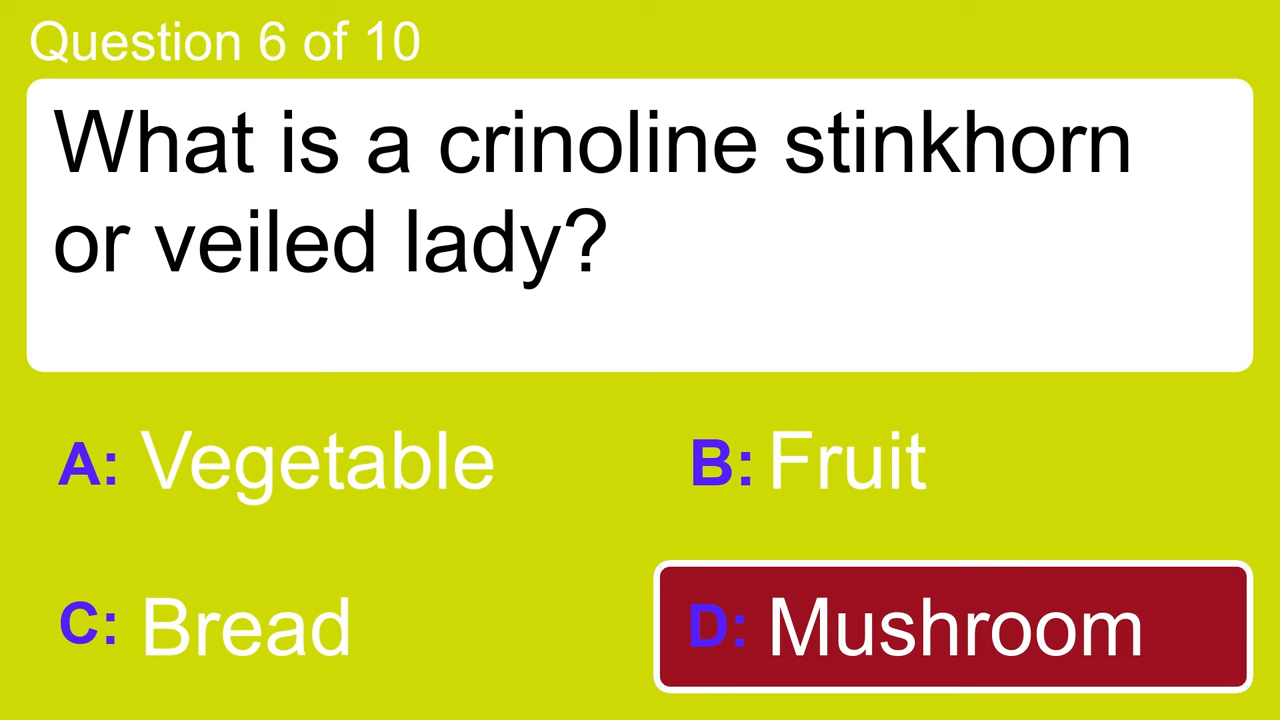 Question 6 of 10
What is a crinoline stinkhorn
or veiled lady?
A: Vegetable
B: Fruit
C: Bread
D: Mushroom